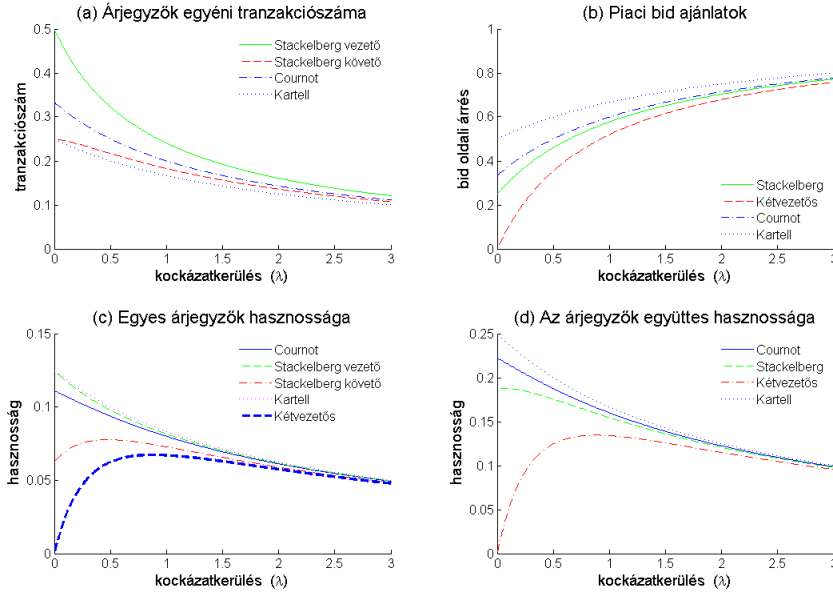 (a) Árjegyzők egyéni tranzakciószáma
0.5
0.4
0.3
0.2
0.1
0
tranzakciószám
Stackelberg vezető
Stackelberg követő
Cournot
Kartell
0 0.5 1 1.5 2 2.5 3
kockázatkerülés (λ)
(b) Piaci bid ajánlatok
1
0.8
0.6
0.4
0.2
0
bid oldali árrés
Stackelberg
Kétvezetős
Cournot
Kartell
0 0.5 1 1.5 2 2.5 3
kockázatkerülés (λ)
(c) Egyes árjegyzők hasznossága
0.15
0.1
0.05
0
hasznosság
Cournot
Stackelberg vezető
Stackelberg követő
Kartell
Kétvezetős
0 0.5 1 1.5 2 2.5 3
kockázatkerülés (λ)
(d) Az árjegyzők együttes hasznossága
0.25
0.2
0.15
0.1
0.05
0
hasznosság
Cournot
Stackelberg
Kétvezetős
Kartell
0 0.5 1 1.5 2 2.5 3
kockázatkerülés (λ)